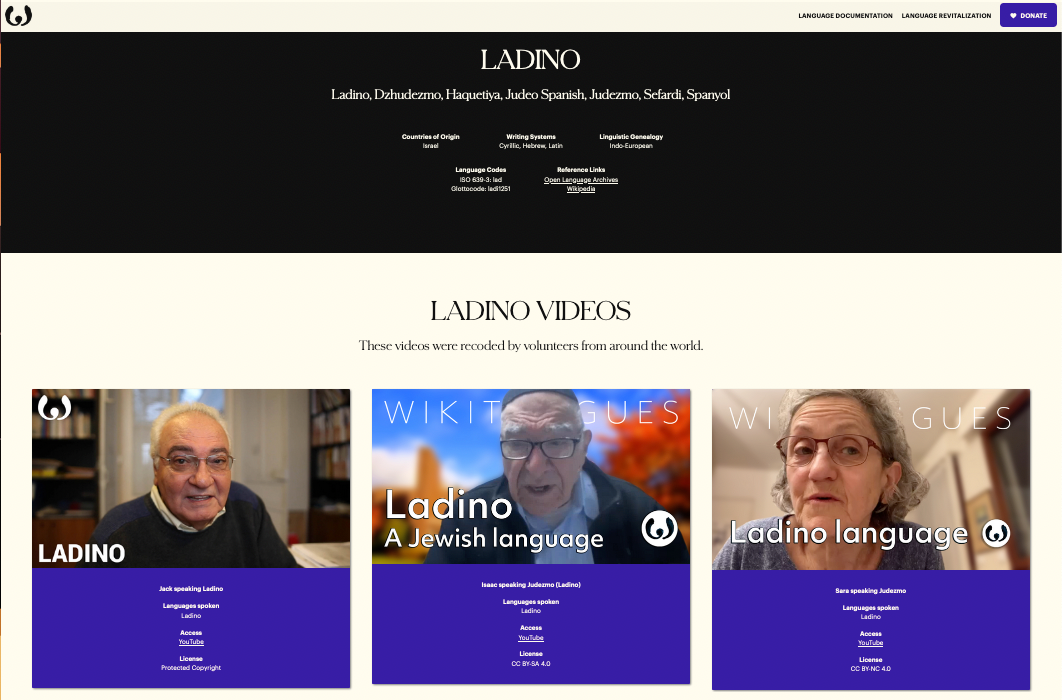 LANGUAGE DOCUMENTATION
LANGUAGE REVITALIZATION
DONATE
LADINO
Ladino, Dzhudezmo, Haquetiya, Judeo Spanish, Judezmo, Sefardi, Spanyol
Countries of Origin
Israel
Writing Systems
Cyrillic, Hebrew, Latin
Linguistic Genealogy
Indo-European
Language Codes
ISO 639-3: lad
Glottocode: ladi1251
Reference Links
Open Language Archives
Wikipedia
LADINO VIDEOS
These videos were recoded by volunteers from around the world.
LADINO
Jack speaking Ladino
Languages spoken
Ladino
Access
YouTube
License
Protected Copyright
WIKIT GUES
Ladino
A Jewish language
Isaac speaking Judezmo (Ladino)
Languages spoken
Ladino
Access
YouTube
License
CC BY-SA 4.0
WI GUES
Ladino language
Sara speaking Judezmo
Languages spoken
Ladino
Access
YouTube
License
CC BY-NC 4.0